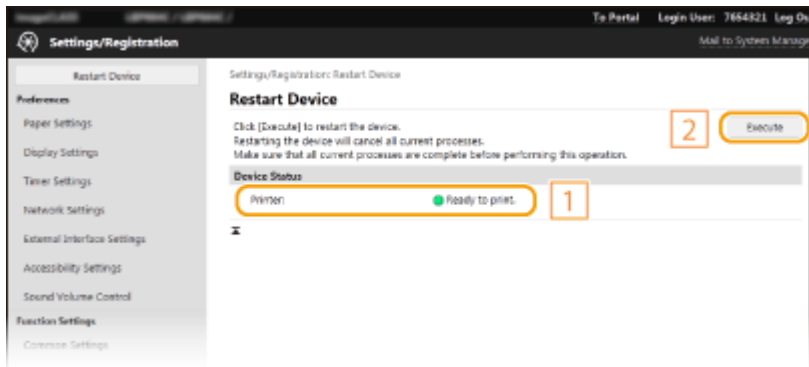 To Portal Login User: 7654321 Log Ou
Settings/Registration
Mail to System Manage
Restart Device
Settings/Registration: Restart Device
Preferences
Restart Device
Paper Settings
Click [Execute] to restart the device.
2
Execute
Restarting the device will cancel all current processes.
Display Settings
Make sure that all current processes are complete before performing this operation.
Device Status
Timer Settings
Printer:
Ready to print.
1
Network Settings
External Interface Settings
Accessibility Settings
Sound Volume Control
Function Settings
Common Settings